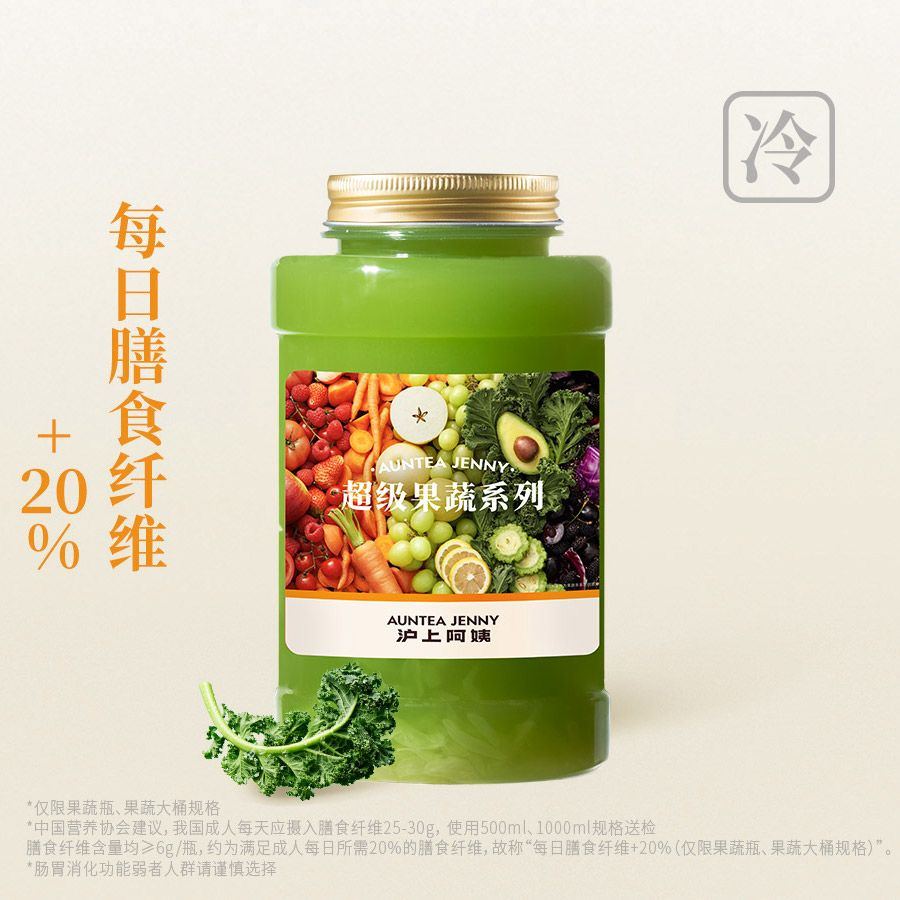 冷
每日膳食纤维
+20%
·AUNTEA JENNY·
超级果蔬系列
AUNTEA JENNY
沪上阿姨
*仅限果蔬瓶、果蔬大桶规格
*中国营养协会建议,我国成人每天应摄入膳食纤维25-30g, 使用500ml、1000ml规格送检
膳食纤维含量均≥6g/瓶,约为满足成人每日所需20%的膳食纤维,故称“每日膳食纤维+20%(仅限果蔬瓶、果蔬大桶规格)”。
*肠胃消化功能弱者人群请谨慎选择